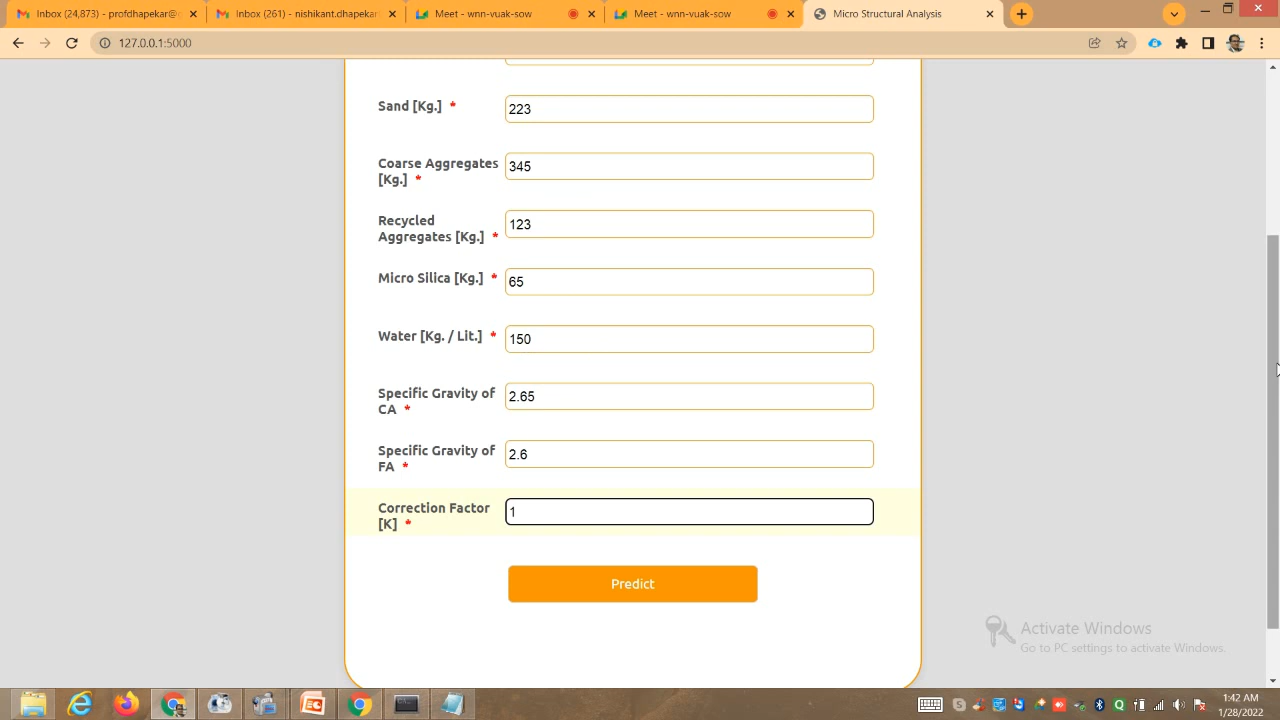 Inbox (24,873) - profdhapekar@
Inbox (261) - nishikant.dhapekar
Meet - wnn-vuak-sow
Meet - wnn-vuak-sow
Micro Structural Analysis
127.0.0.1:5000
Sand [Kg.] *
223
Coarse Aggregates
[Kg.] *
345
Recycled
Aggregates [Kg.] *
123
Micro Silica [Kg.] *
65
Water [Kg. / Lit.] *
150
Specific Gravity of
CA *
2.65
Specific Gravity of
FA *
2.6
Correction Factor
[K] *
1
Predict
Activate Windows
Go to PC settings to activate Windows.
1:42 AM
1/28/2022